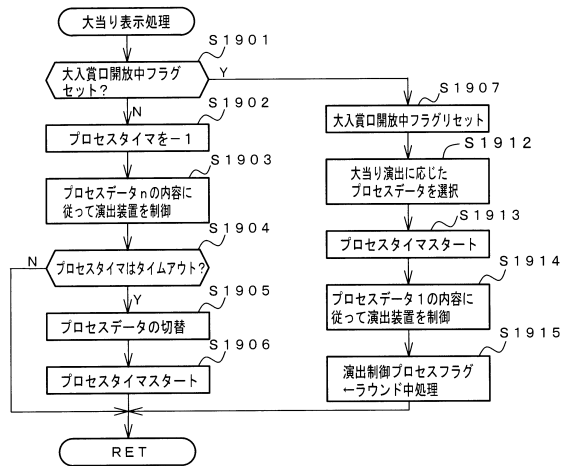 大当り表示処理
S1901
大入賞口開放中フラグ
セット?
Y
N
S1902
プロセスタイマを－1
S1903
プロセスデータnの内容に
従って演出装置を制御
S1904
プロセスタイマはタイムアウト?
N
Y
S1905
プロセスデータの切替
S1906
プロセスタイマスタート
RET
S1907
大入賞口開放中フラグリセット
S1912
大当り演出に応じた
プロセスデータを選択
S1913
プロセスタイマスタート
S1914
プロセスデータ1の内容に
従って演出装置を制御
S1915
演出制御プロセスフラグ
←ラウンド中処理